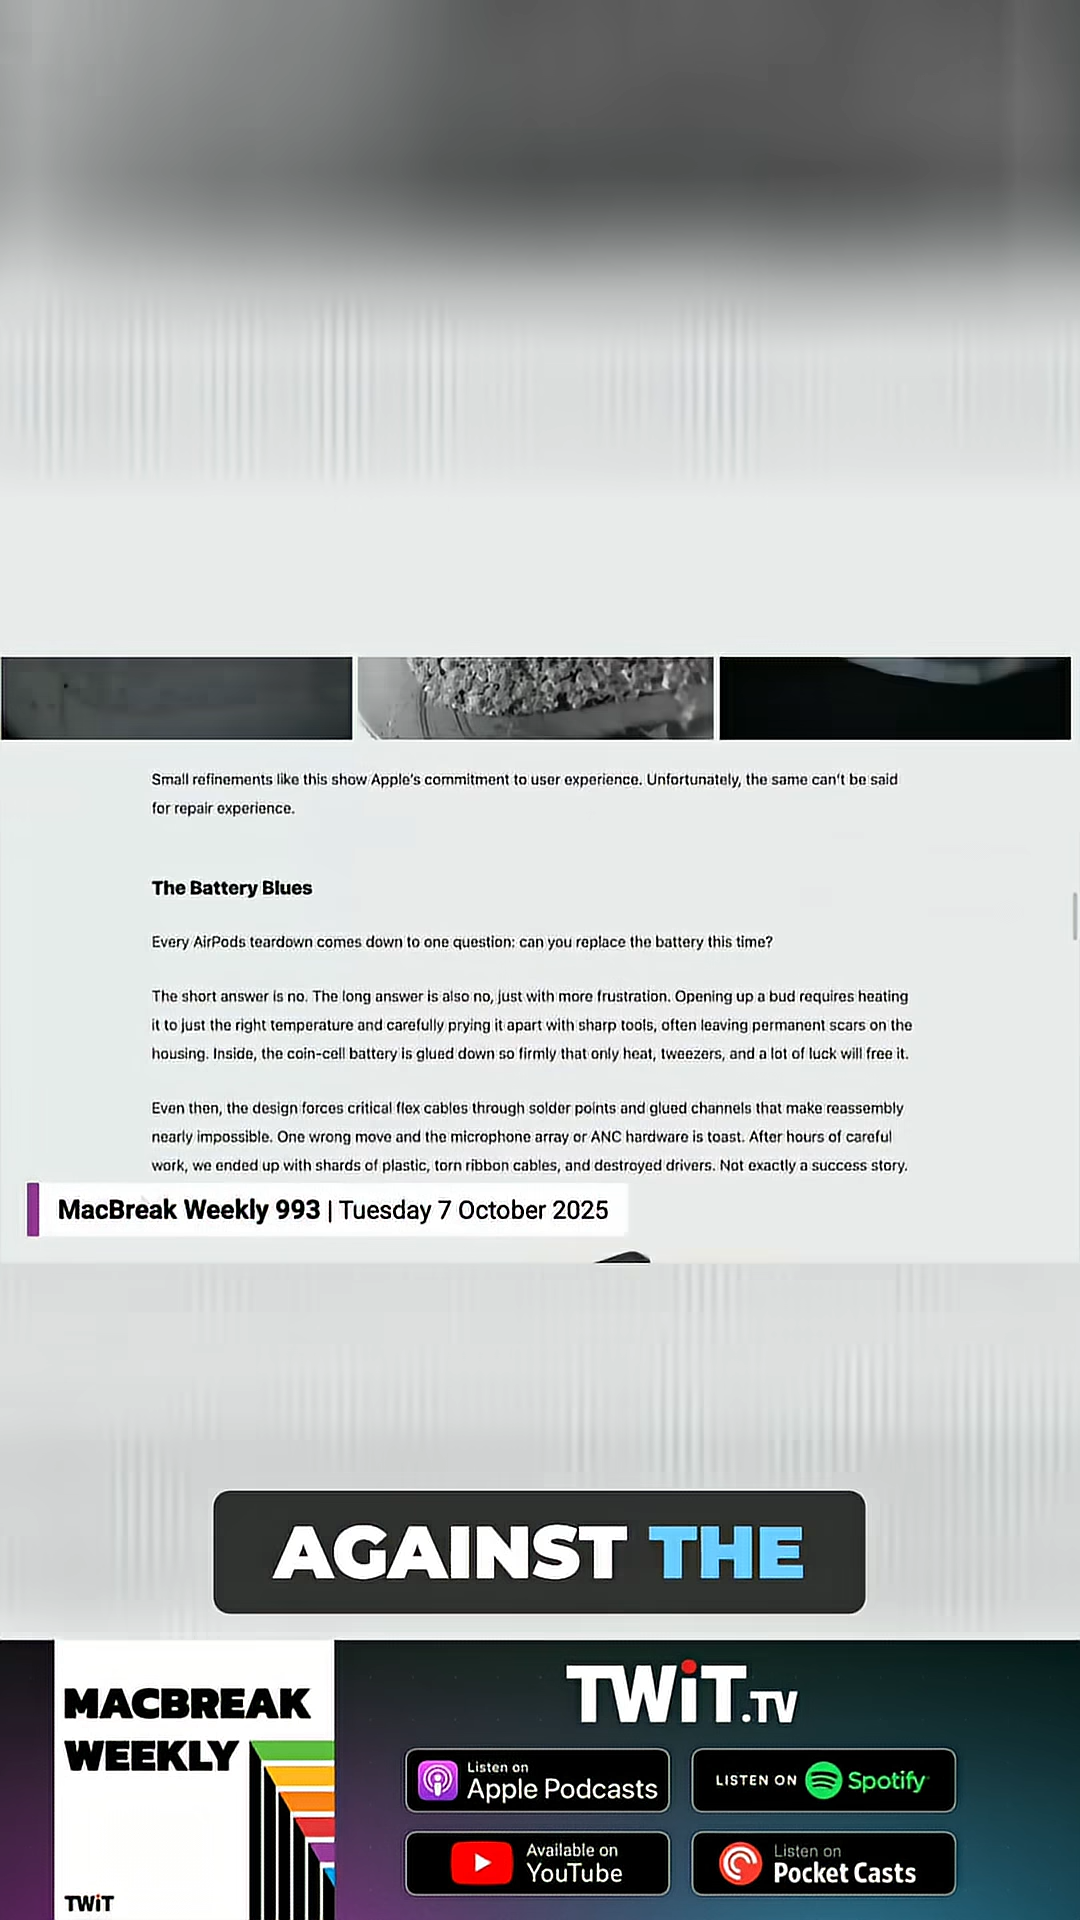 Small refinements like this show Apple's commitment to user experience. Unfortunately, the same can't be said
for repair experience.
The Battery Blues
Every AirPods teardown comes down to one question: can you replace the battery this time?
The short answer is no. The long answer is also no, just with more frustration. Opening up a bud requires heating
it to just the right temperature and carefully prying it apart with sharp tools, often leaving permanent scars on the
housing. Inside, the coin-cell battery is glued down so firmly that only heat, tweezers, and a lot of luck will free it.
Even then, the design forces critical flex cables through solder points and glued channels that make reassembly
nearly impossible. One wrong move and the microphone array or ANC hardware is toast. After hours of careful
work, we ended up with shards of plastic, torn ribbon cables, and destroyed drivers. Not exactly a success story.
MacBreak Weekly 993 | Tuesday 7 October 2025
AGAINST THE
MACBREAK
WEEKLY
TWiT
TWiT.TV
Listen on
Apple Podcasts
LISTEN ON Spotify
Available on
YouTube
Listen on
Pocket Casts